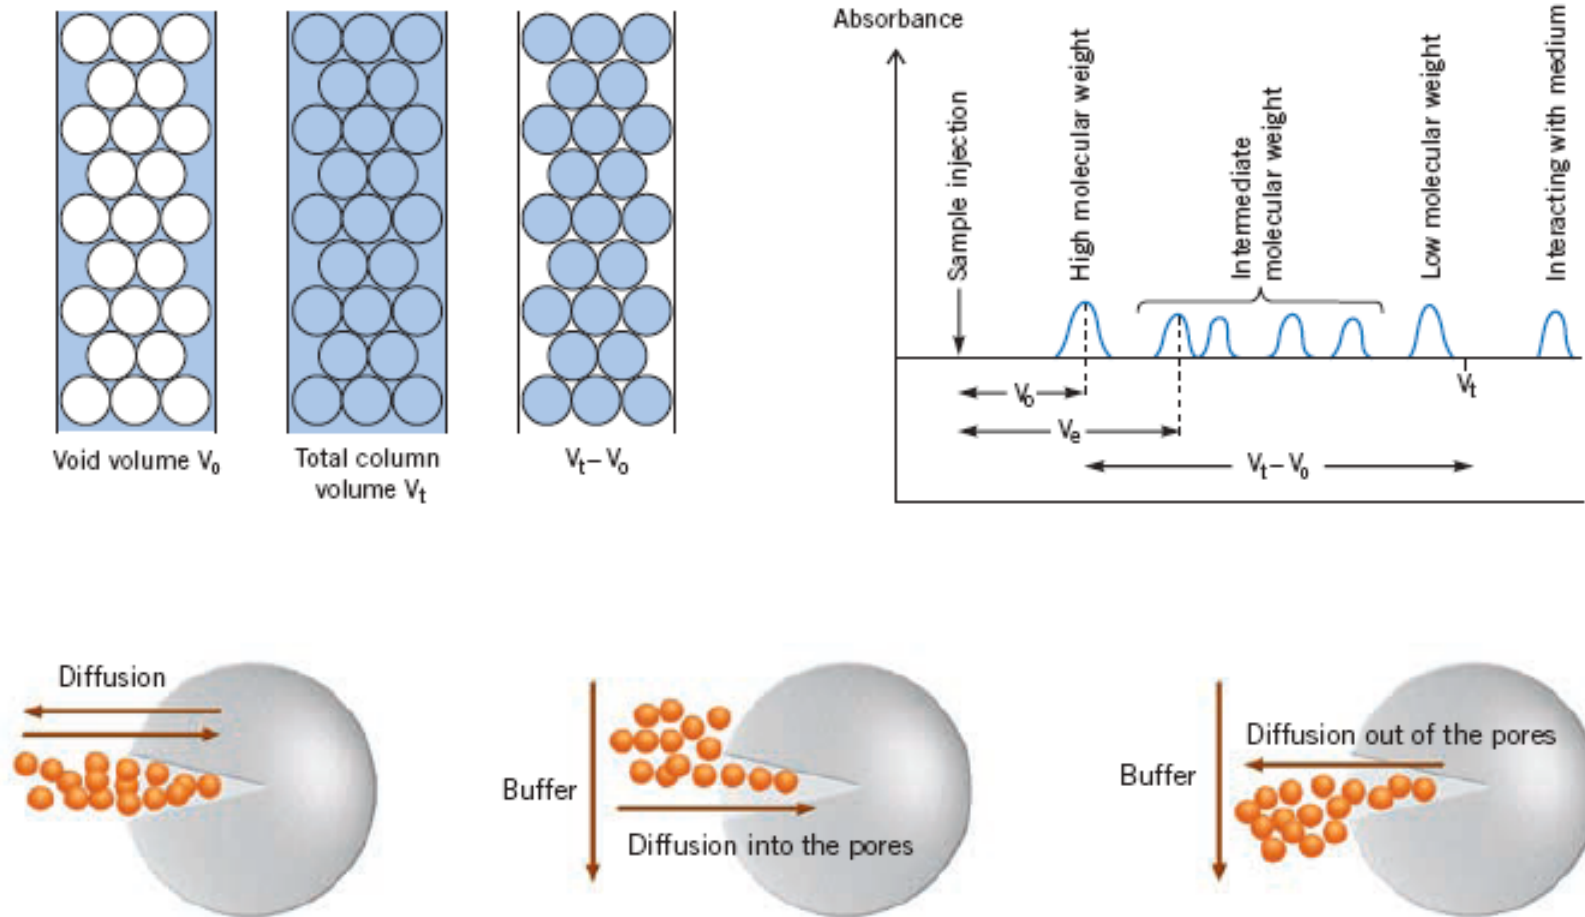 Void volume V₀
Total column
volume Vt
Vt – V₀
Absorbance
Sample injection
High molecular weight
Intermediate
molecular weight
Low molecular weight
Interacting with medium
V₀
Ve
Vt
Vt – V₀
Diffusion
Buffer
Diffusion into the pores
Buffer
Diffusion out of the pores